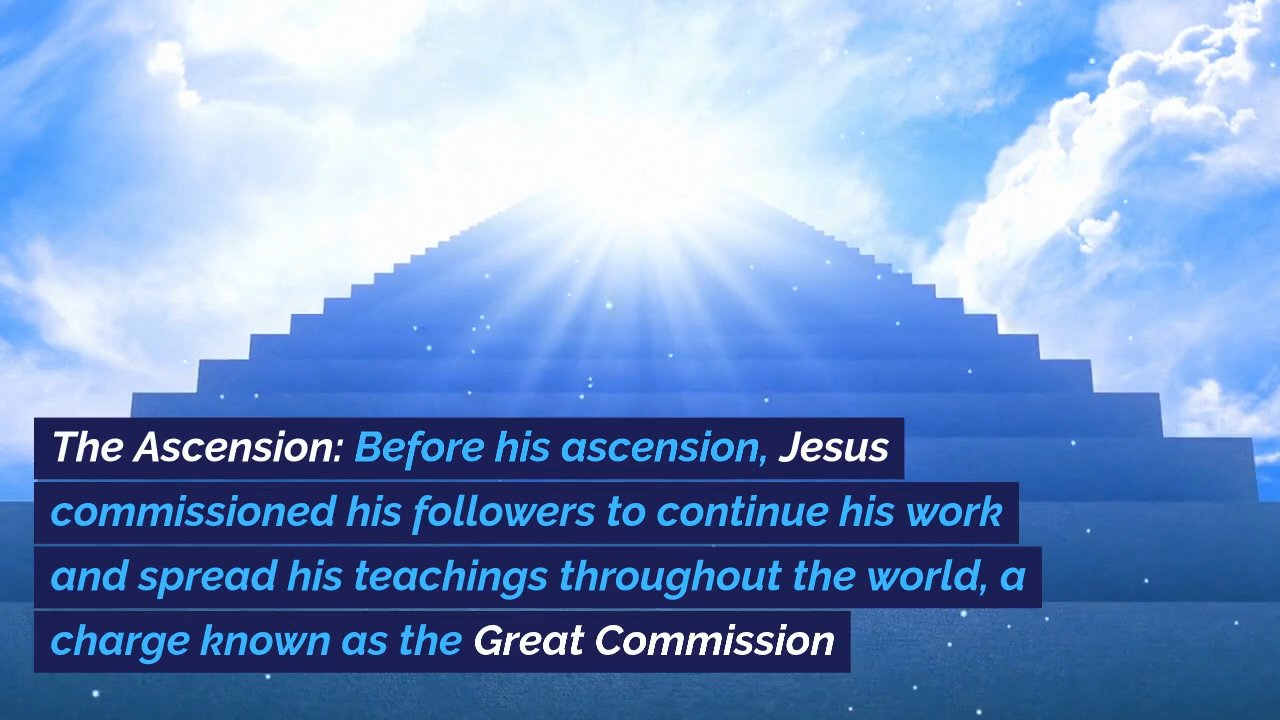 The Ascension: Before his ascension, Jesus
commissioned his followers to continue his work
and spread his teachings throughout the world, a
charge known as the Great Commission